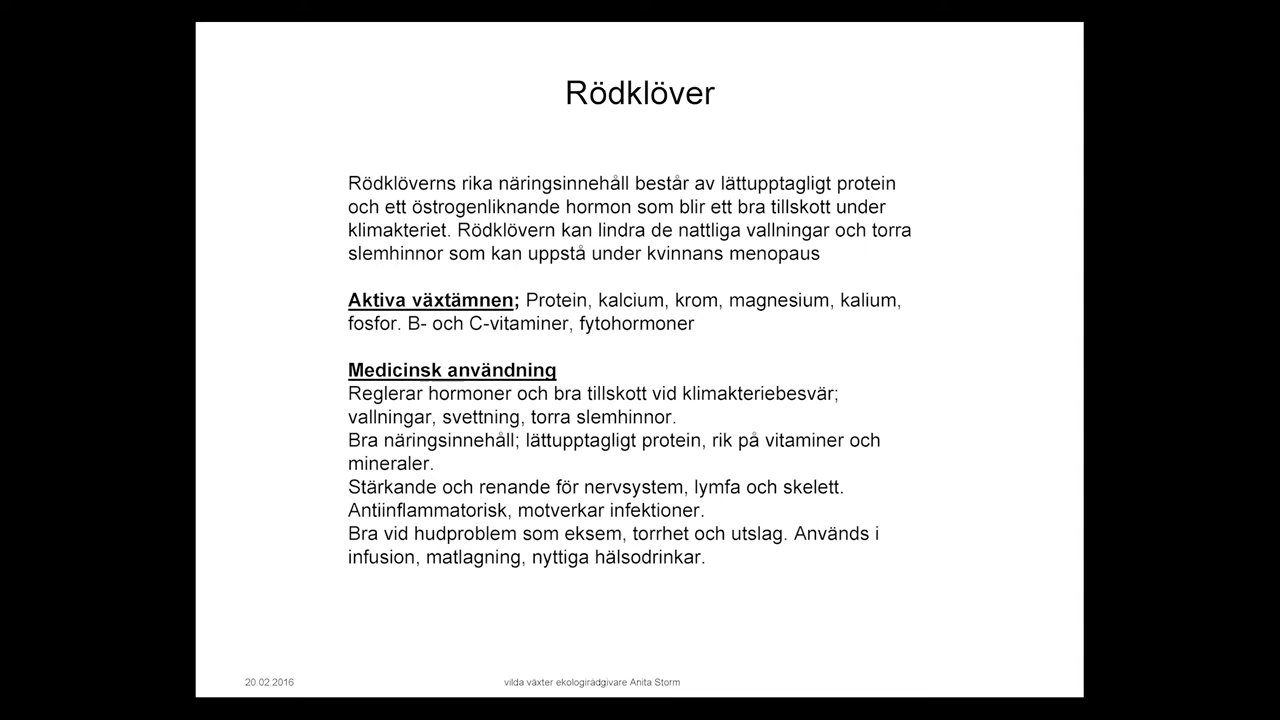 Rödklöver
Rödklöverns rika näringsinnehåll består av lättupptagligt protein
och ett östrogenliknande hormon som blir ett bra tillskott under
klimakteriet. Rödklövern kan lindra de nattliga vallningar och torra
slemhinnor som kan uppstå under kvinnans menopaus
Aktiva växtämnen; Protein, kalcium, krom, magnesium, kalium,
fosfor. B- och C-vitaminer, fytohormoner
Medicinsk användning
Reglerar hormoner och bra tillskott vid klimakteriebesvär;
vallningar, svettning, torra slemhinnor.
Bra näringsinnehåll; lättupptagligt protein, rik på vitaminer och
mineraler.
Stärkande och renande för nervsystem, lymfa och skelett.
Antiinflammatorisk, motverkar infektioner.
Bra vid hudproblem som eksem, torrhet och utslag. Används i
infusion, matlagning, nyttiga hälsodrinkar.
20.02.2016
vilda växter ekologirådgivare Anita Storm